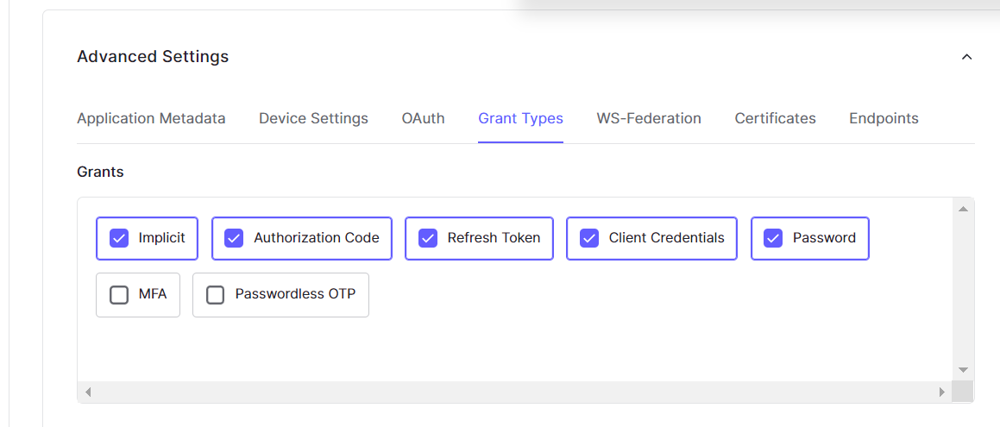 Advanced Settings
Application Metadata Device Settings OAuth Grant Types WS-Federation Certificates Endpoints
Grants
Implicit Authorization Code Refresh Token Client Credentials Password
MFA Passwordless OTP